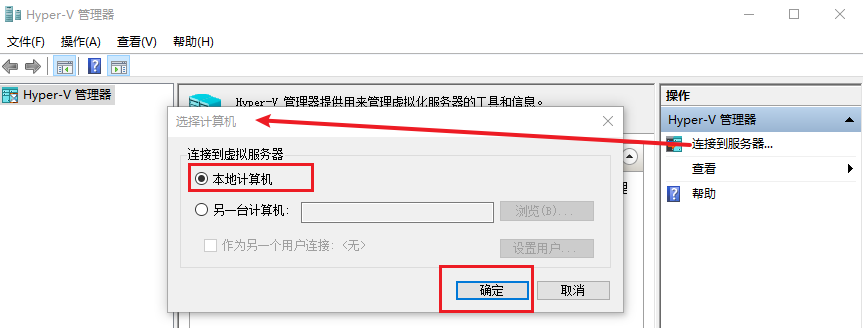 Hyper-V 管理器
文件(F) 操作(A) 查看(V) 帮助(H)
Hyper-V 管理器
Hyper-V 管理器提供用来管理虚拟化服务器的工具和信息。
选择计算机
连接到虚拟服务器
本地计算机
另一台计算机:
浏览(B)...
作为另一个用户连接: <无>
设置用户...
确定
取消
理
操作
Hyper-V 管理器
连接到服务器...
查看
帮助